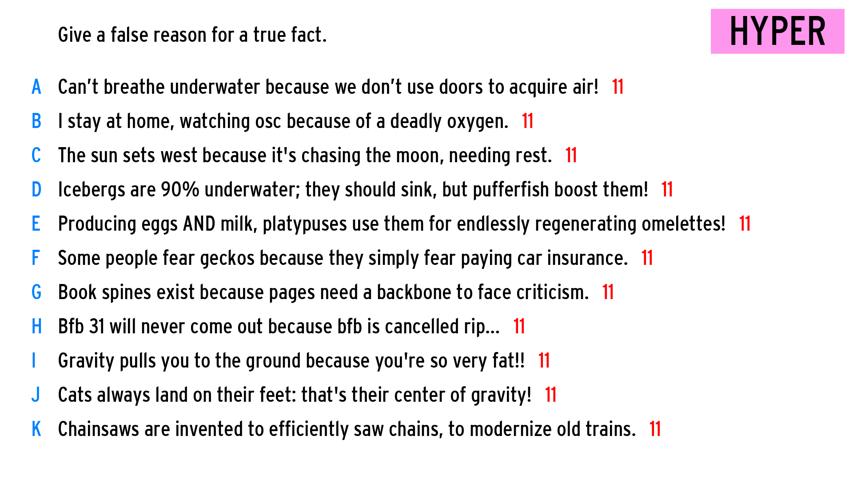 Give a false reason for a true fact.
HYPER
A Can't breathe underwater because we don't use doors to acquire air! 11
B I stay at home, watching osc because of a deadly oxygen. 11
C The sun sets west because it's chasing the moon, needing rest. 11
D Icebergs are 90% underwater; they should sink, but pufferfish boost them! 11
E Producing eggs AND milk, platypuses use them for endlessly regenerating omelettes! 11
F Some people fear geckos because they simply fear paying car insurance. 11
G Book spines exist because pages need a backbone to face criticism. 11
H Bfb 31 will never come out because bfb is cancelled rip... 11
I Gravity pulls you to the ground because you're so very fat!! 11
J Cats always land on their feet: that's their center of gravity! 11
K Chainsaws are invented to efficiently saw chains, to modernize old trains. 11